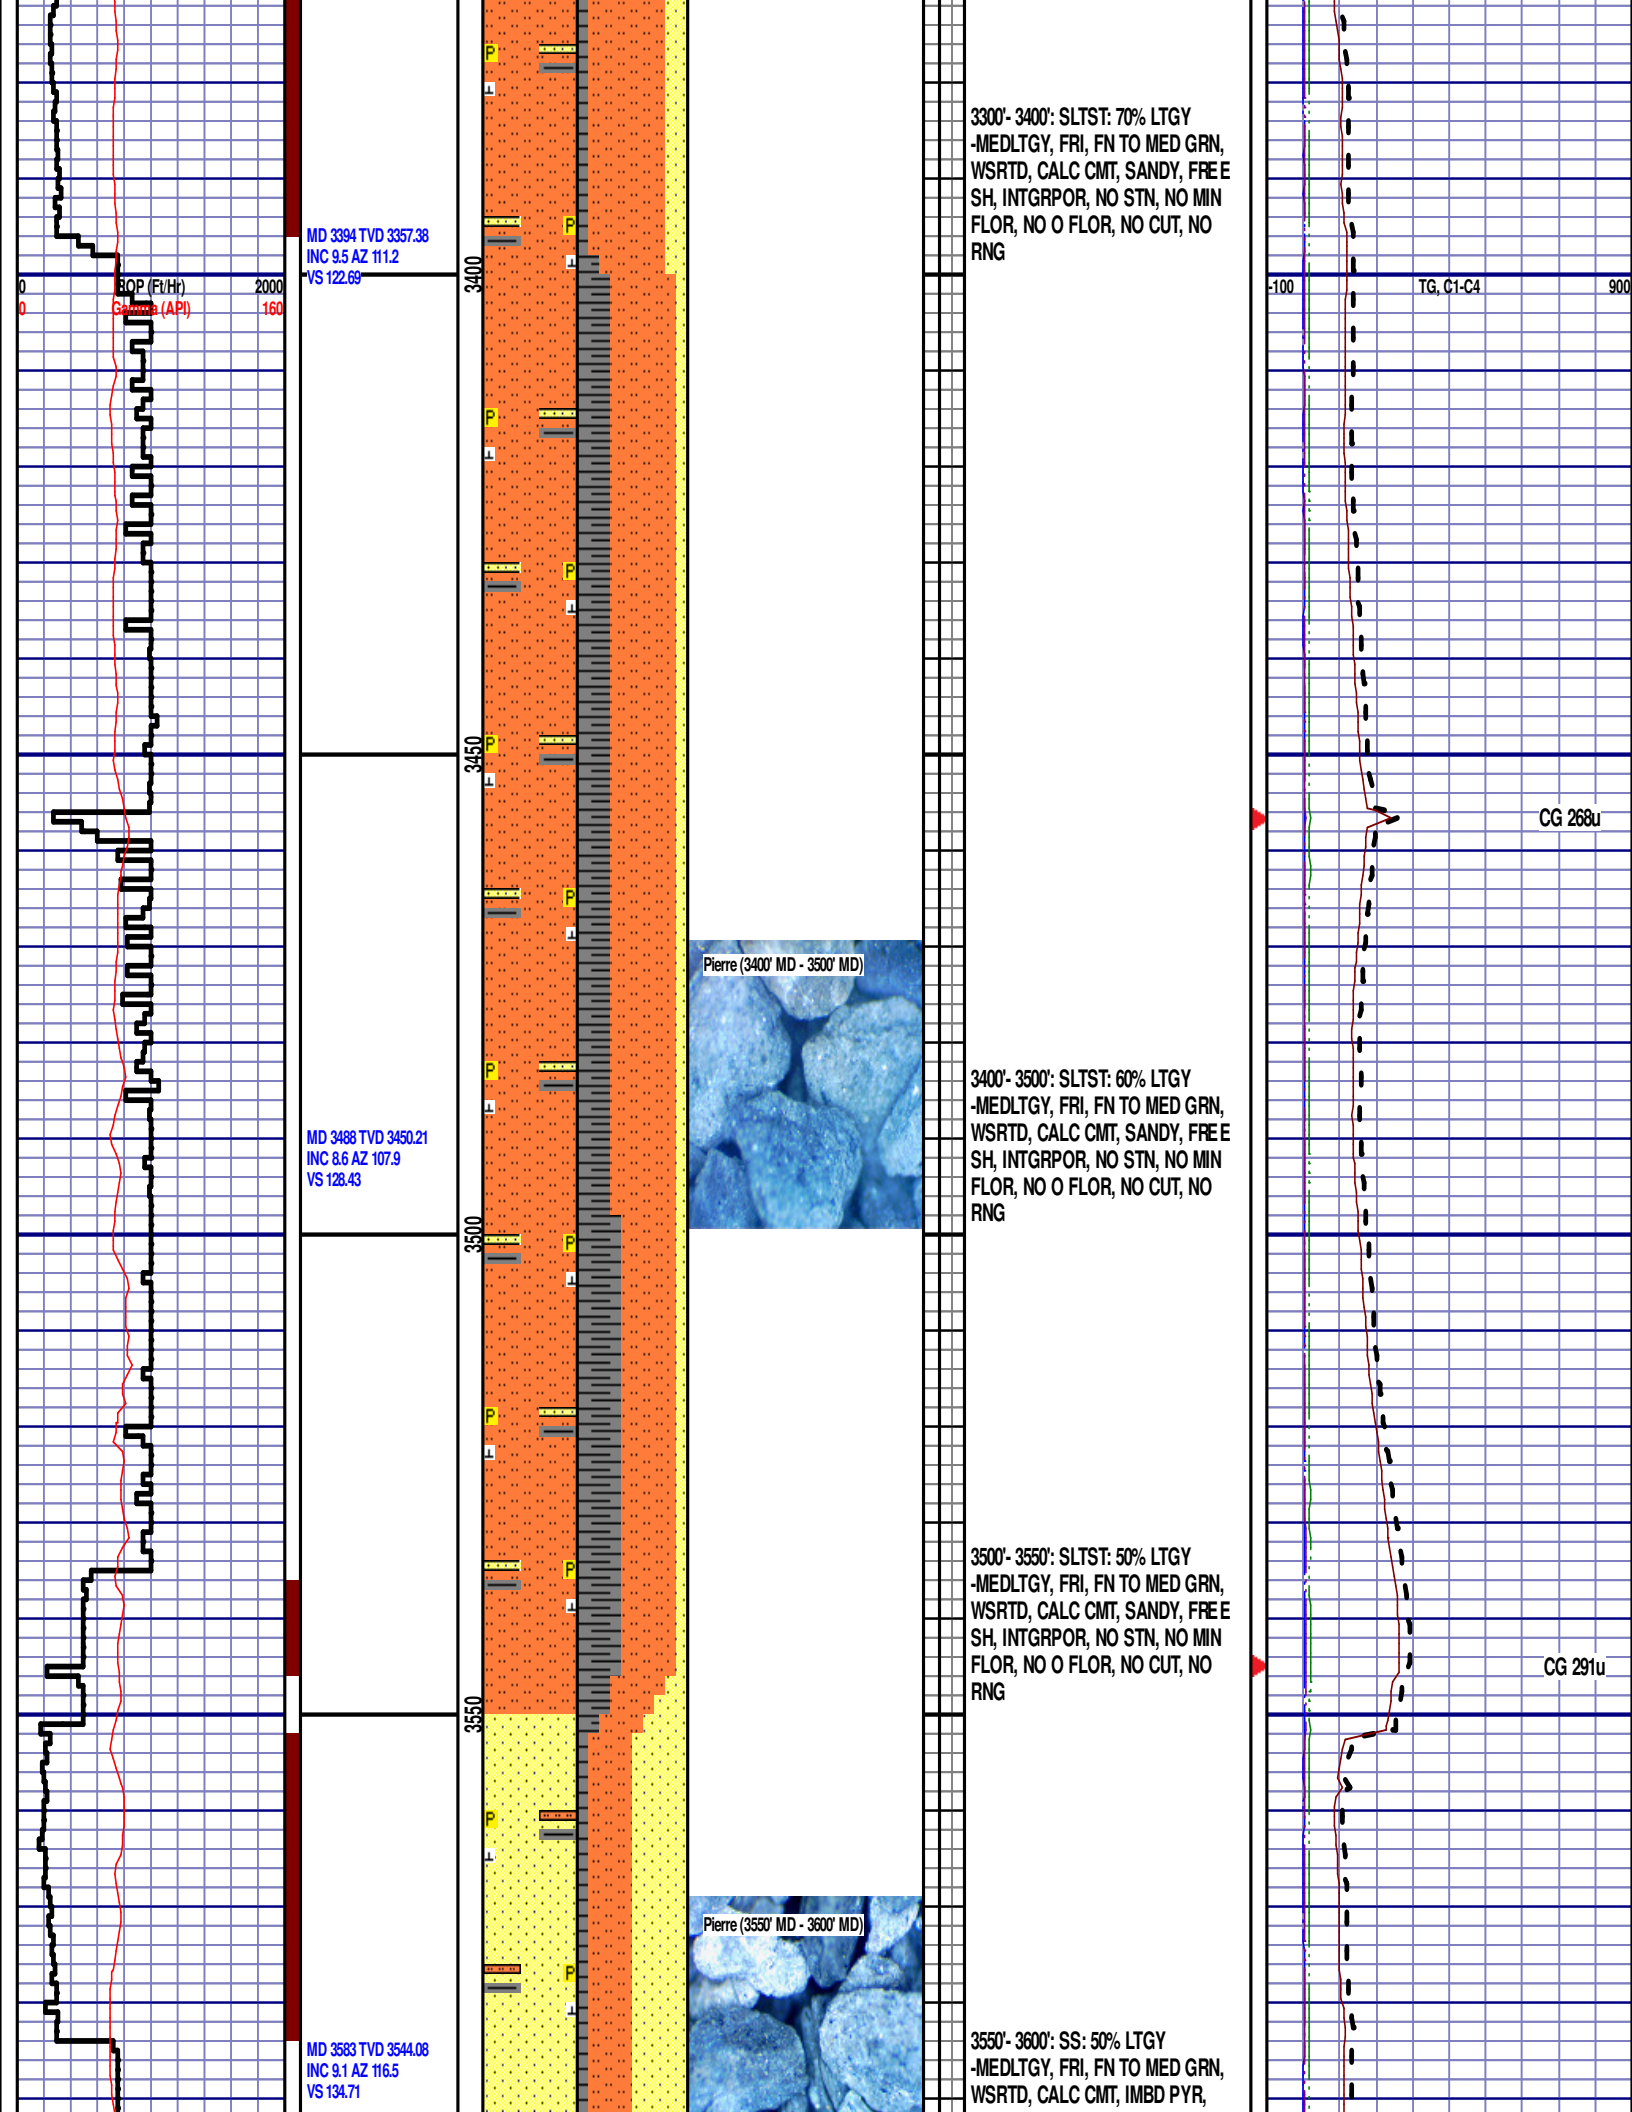 3300'- 3400': SLTST: 70% LTGY
-MEDLTGY, FRI, FN TO MED GRN,
WSRTD, CALC CMT, SANDY, FREE
SH, INTGRPOR, NO STN, NO MIN
FLOR, NO O FLOR, NO CUT, NO
RNG
MD 3394 TVD 3357.38
INC 9.5 AZ 111.2
VS 122.69
3400
0 ROP (Ft/Hr) 2000
0 Gamma (API) 160
-100 TG, C1-C4 900
3450
CG 268u
Pierre (3400' MD - 3500' MD)
3400'- 3500': SLTST: 60% LTGY
-MEDLTGY, FRI, FN TO MED GRN,
WSRTD, CALC CMT, SANDY, FREE
SH, INTGRPOR, NO STN, NO MIN
FLOR, NO O FLOR, NO CUT, NO
RNG
MD 3488 TVD 3450.21
INC 8.6 AZ 107.9
VS 128.43
3500
3500'- 3550': SLTST: 50% LTGY
-MEDLTGY, FRI, FN TO MED GRN,
WSRTD, CALC CMT, SANDY, FREE
SH, INTGRPOR, NO STN, NO MIN
FLOR, NO O FLOR, NO CUT, NO
RNG
CG 291u
3550
Pierre (3550' MD - 3600' MD)
MD 3583 TVD 3544.08
INC 9.1 AZ 116.5
VS 134.71
3550'- 3600': SS: 50% LTGY
-MEDLTGY, FRI, FN TO MED GRN,
WSRTD, CALC CMT, IMBD PYR,
P
P
P
P
P
P
P
P
P
P
P
P